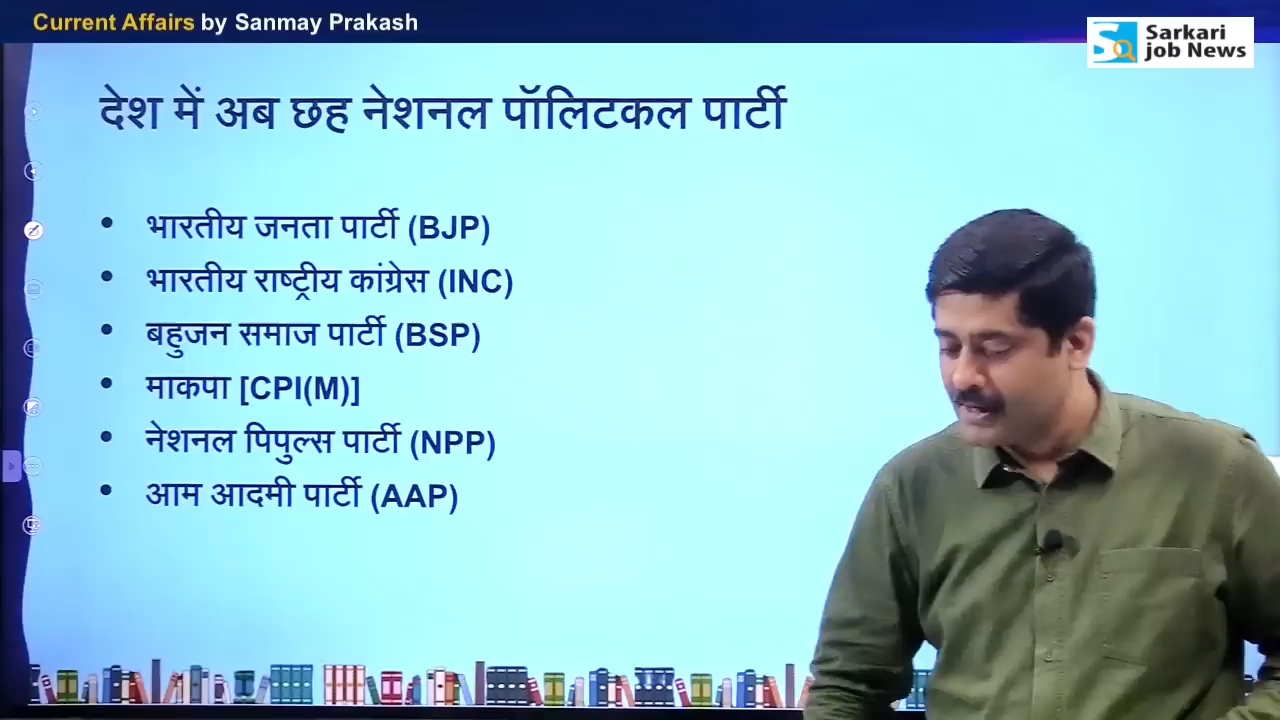 Current Affairs by Sanmay Prakash
Sarkari
Job News
देश में अब छह नेशनल पॉलिटकल पार्टी
• भारतीय जनता पार्टी (BJP)
• भारतीय राष्ट्रीय कांग्रेस (INC)
• बहुजन समाज पार्टी (BSP)
• माकपा [CPI(M)]
• नेशनल पिपुल्स पार्टी (NPP)
• आम आदमी पार्टी (AAP)